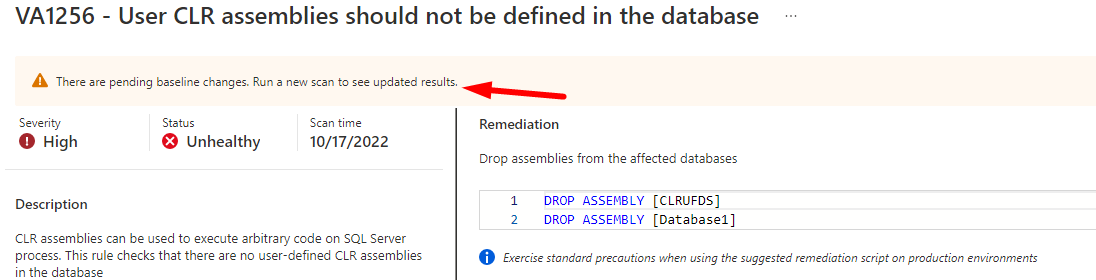 VA1256 - User CLR assemblies should not be defined in the database ...
There are pending baseline changes. Run a new scan to see updated results.
Severity
High
Status
Unhealthy
Scan time
10/17/2022
Description
CLR assemblies can be used to execute arbitrary code on SQL Server
process. This rule checks that there are no user-defined CLR assemblies
in the database
Remediation
Drop assemblies from the affected databases
1 DROP ASSEMBLY [CLRUFDS]
2 DROP ASSEMBLY [Database1]
Exercise standard precautions when using the suggested remediation script on production environments